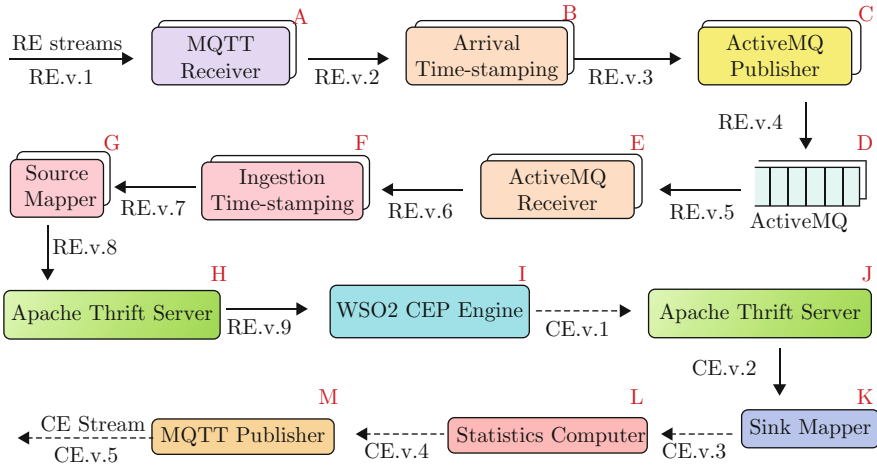 A
B
C
RE streams
RE.v.1
MQTT
Receiver
RE.v.2
Arrival
Time-stamping
RE.v.3
ActiveMQ
Publisher
RE.v.4
D
ActiveMQ
RE.v.5
E
ActiveMQ
Receiver
RE.v.6
F
Ingestion
Time-stamping
RE.v.7
G
Source
Mapper
RE.v.8
H
Apache Thrift Server
RE.v.9
I
WSO2 CEP Engine
CE.v.1
J
Apache Thrift Server
CE.v.2
K
Sink Mapper
CE.v.3
L
Statistics Computer
CE.v.4
M
MQTT Publisher
CE Stream
CE.v.5